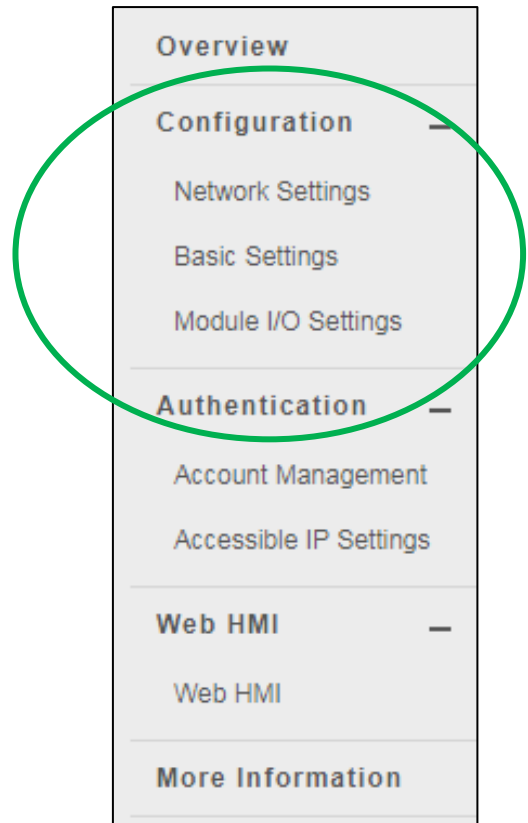 Overview
Configuration
Network Settings
Basic Settings
Module I/O Settings
Authentication
Account Management
Accessible IP Settings
Web HMI
Web HMI
More Information